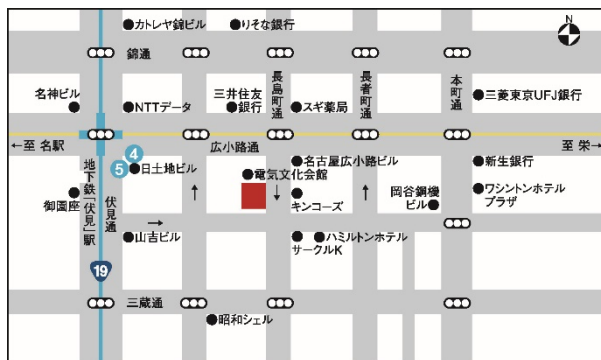 N
カトレヤ錦ビル
りそな銀行
錦通
名神ビル
NTTデータ
三井住友
銀行
長島町通
スギ薬局
長者町通
本町通
三菱東京UFJ銀行
←至 名駅
広小路通
至 栄→
4
5
日土地ビル
名古屋広小路ビル
新生銀行
電気文化会館
地下鉄「伏見」駅
伏見通
御園座
キンコーズ
岡谷鋼機
ビル
ワシントンホテル
プラザ
山吉ビル
ハミルトンホテル
サークルK
19
三蔵通
昭和シェル